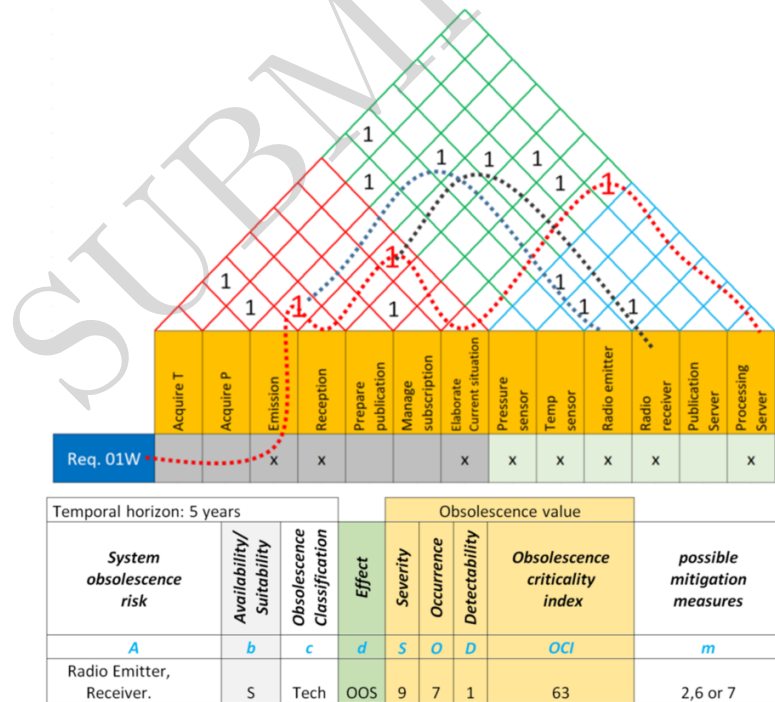 SUBMI
1
1 1 1
1 1 1
1
1 1
1 1 1 1 1
Acquire T
Acquire P
Emission
Reception
Prepare
publication
Manage
subscription
Elaborate
Current situation
Pressure
sensor
Temp
sensor
Radio emitter
Radio
receiver
Publication
Server
Processing
Server
Req. 01W x x x x x x x x
Temporal horizon: 5 years Obsolescence value
System
obsolescence
risk
Availability/
Suitability
Obsolescence
Classification
Effect
Severity
Occurrence
Detectability
Obsolescence
criticality
index
possible
mitigation
measures
A b c d S O D OCI m
Radio Emitter,
Receiver. S Tech OOS 9 7 1 63 2,6 or 7